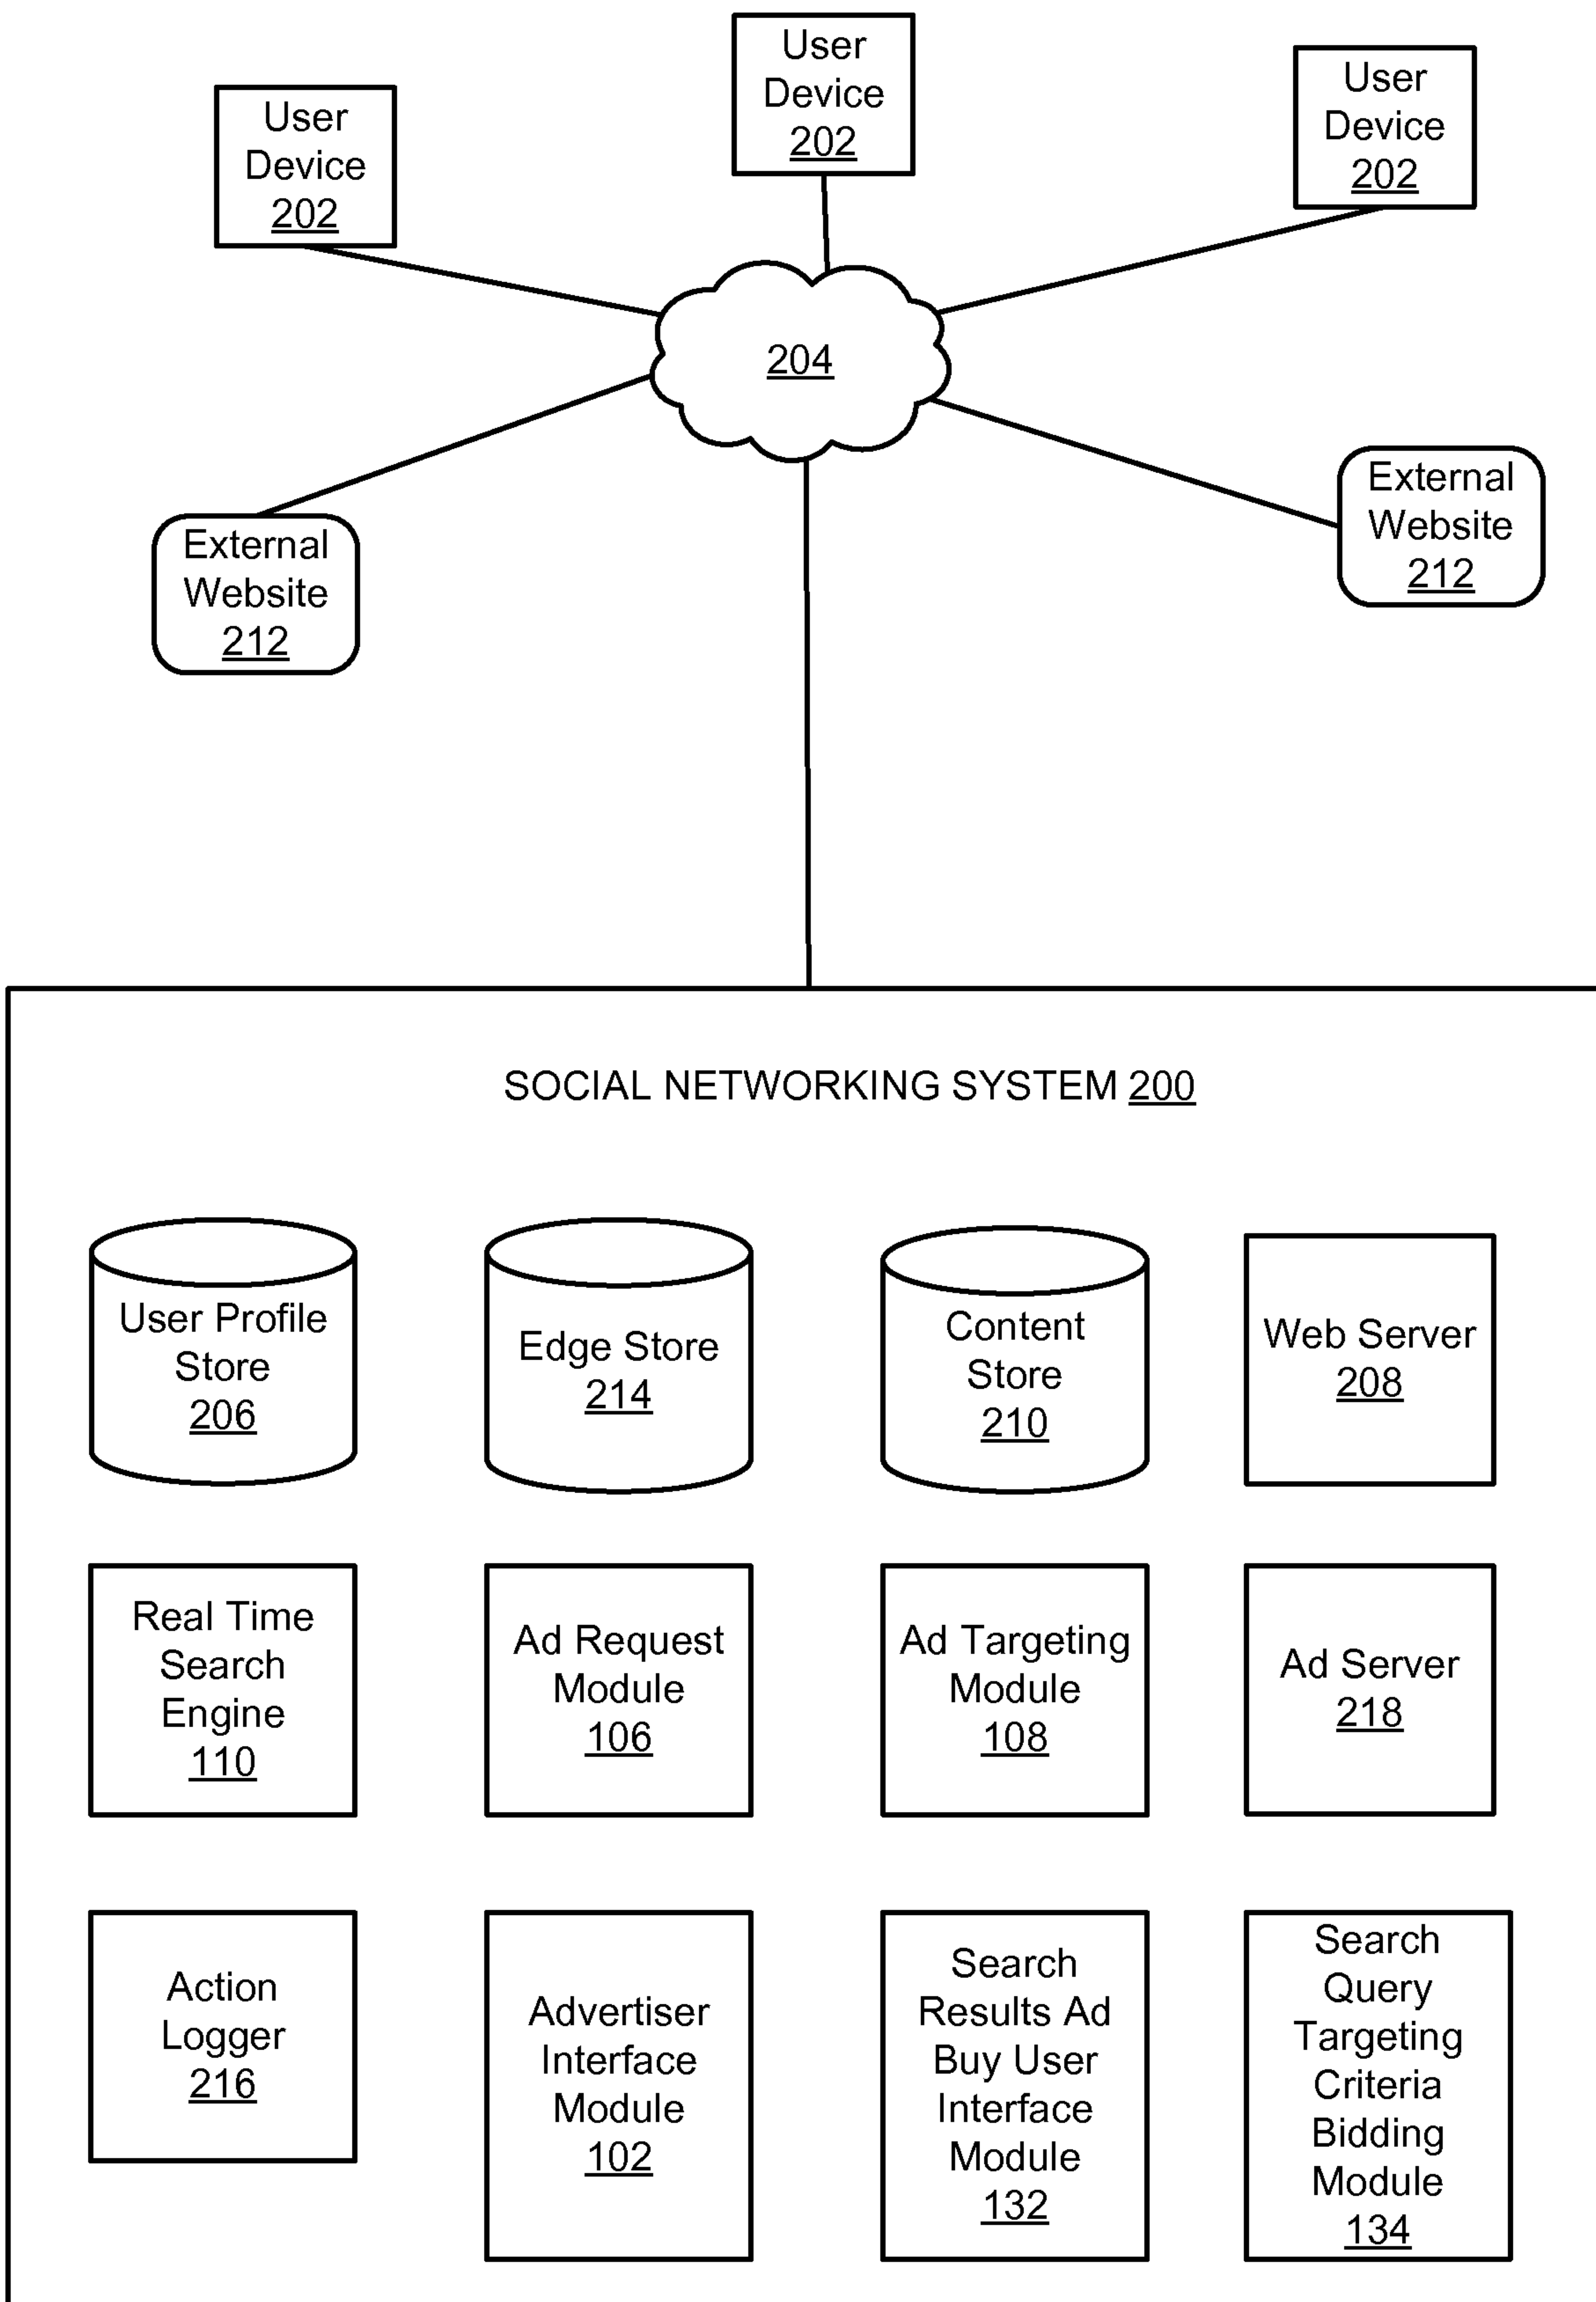 User
Device
202
User
Device
202
User
Device
202
204
External
Website
212
External
Website
212
SOCIAL NETWORKING SYSTEM 200
User Profile
Store
206
Edge Store
214
Content
Store
210
Web Server
208
Real Time
Search
Engine
110
Ad Request
Module
106
Ad Targeting
Module
108
Ad Server
218
Action
Logger
216
Advertiser
Interface
Module
102
Search
Results Ad
Buy User
Interface
Module
132
Search
Query
Targeting
Criteria
Bidding
Module
134